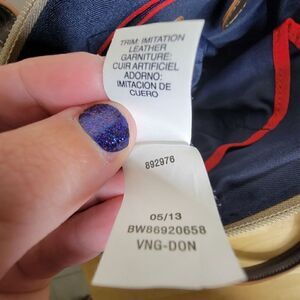 TRIM: IMITATION
LEATHER
GARNITURE:
CUIR ARTIFICIEL
ADORNO:
IMITACION DE
CUERO
892976
05/13
BW86920658
VNG-DON